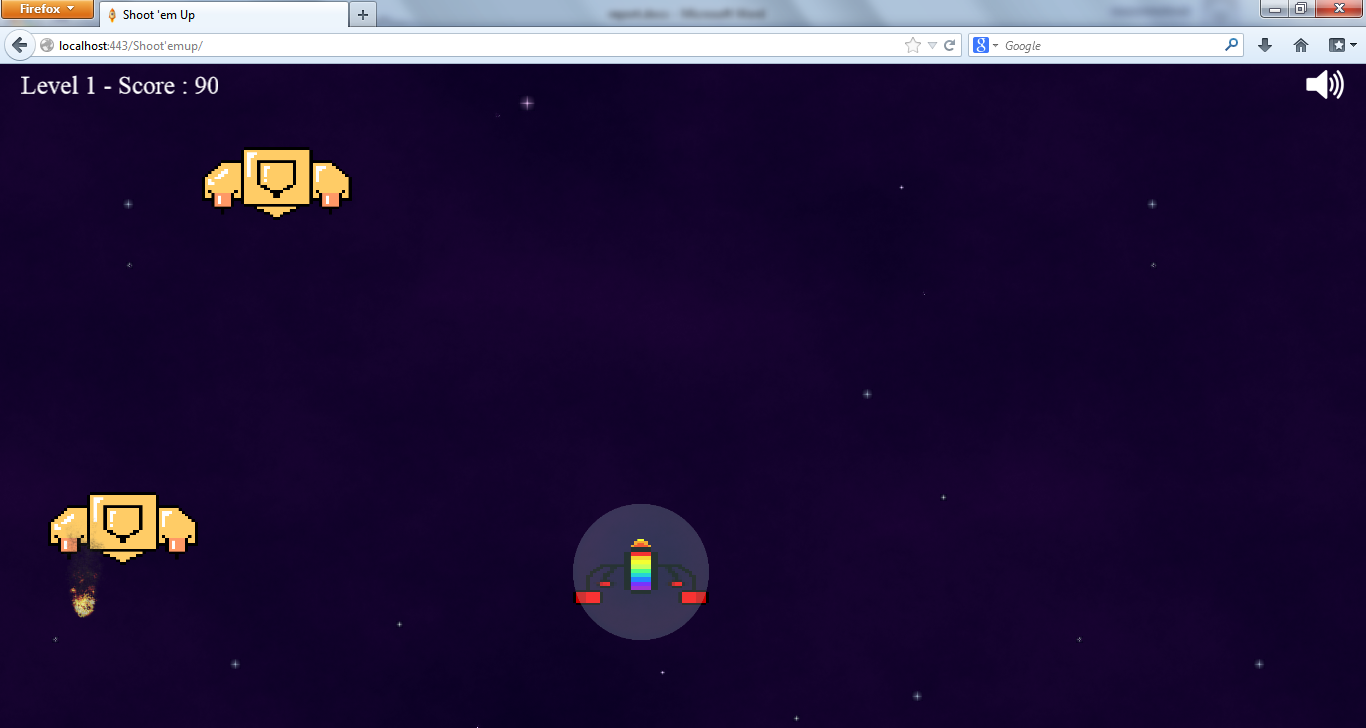 Firefox
Shoot 'em Up
localhost:443/Shoot'emup/
Google
Level 1 - Score : 90